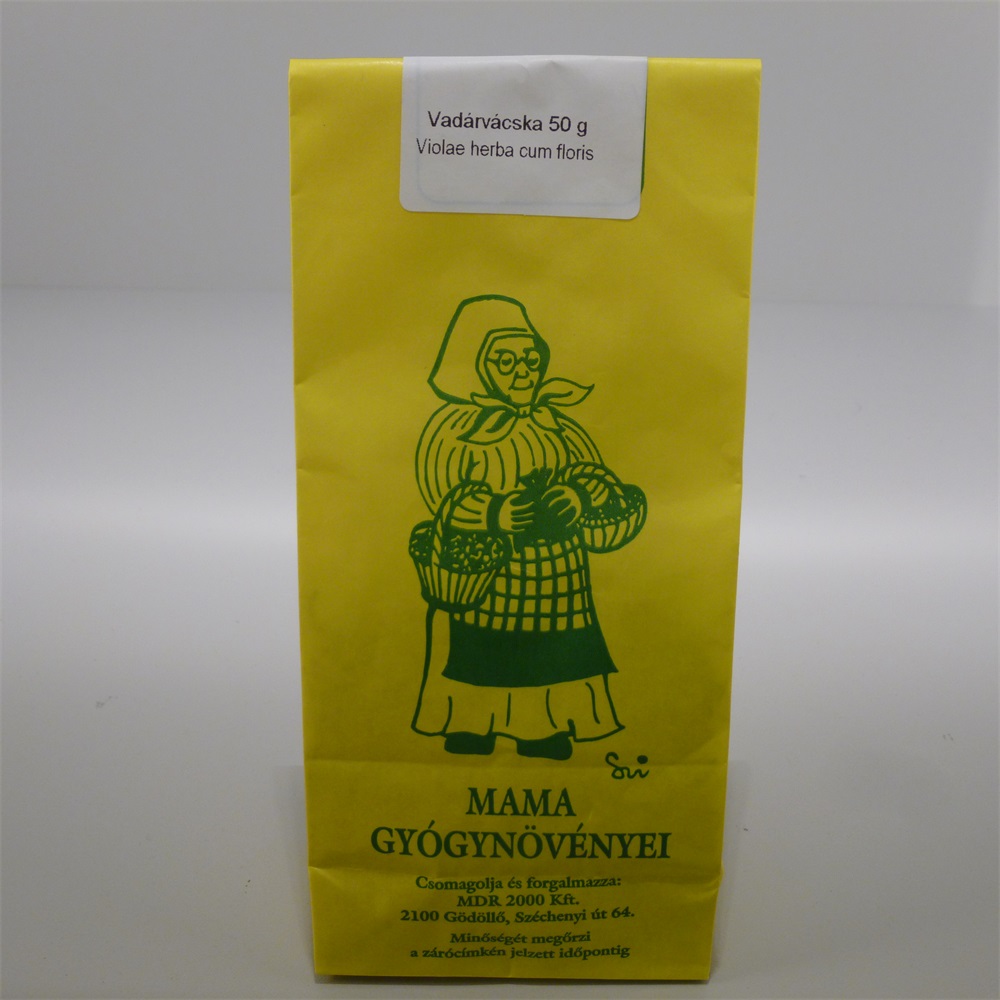 Vadárvácska 50 g
Violae herba cum floris
Svi
MAMA
GYÓGYNÖVÉNYEI
Csomagolja és forgalmazza:
MDR 2000 Kft.
2100 Gödöllő, Széchenyi út 64.
Minőségét megőrzi
a zárócímkén jelzett időpontig